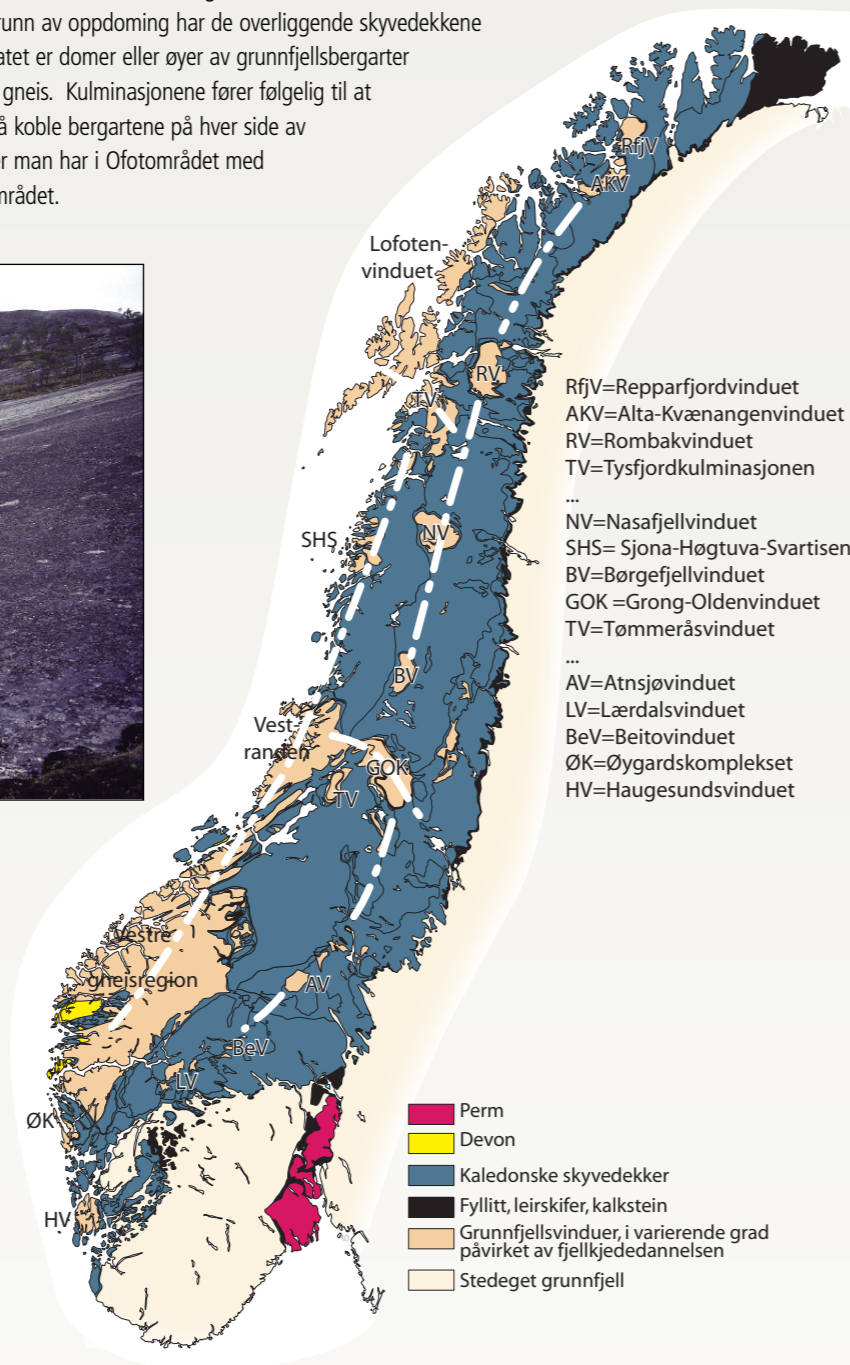 runn av oppdoming har de overliggende skyvedekkene
atet er domer eller øyer av grunnfjellsbergarter
gneis. Kulminasjonene fører følgelig til at
å koble bergartene på hver side av
er man har i Ofotområdet med
mrådet.
RfjV
AKV
Lofoten-
vinduet
RV
TV
NV
SHS
BV
Vest-
randen
GOK
TV
Vestre
gneisregion
AV
BeV
LV
ØK
HV
RfjV=Repparfjordvinduet
AKV=Alta-Kvænangenvinduet
RV=Rombakvinduet
TV=Tysfjordkulminasjonen
...
NV=Nasafjellvinduet
SHS= Sjona-Høgtuva-Svartisen
BV=Børgefjellvinduet
GOK =Grong-Oldenvinduet
TV=Tømmeråsvinduet
...
AV=Atnsjøvinduet
LV=Lærdalsvinduet
BeV=Beitovinduet
ØK=Øygardskomplekset
HV=Haugesundsvinduet
Perm
Devon
Kaledonske skyvedekker
Fyllitt, leirskifer, kalkstein
Grunnfjellsvinduer, i varierende grad
påvirket av fjellkjededannelsen
Stedeget grunnfjell